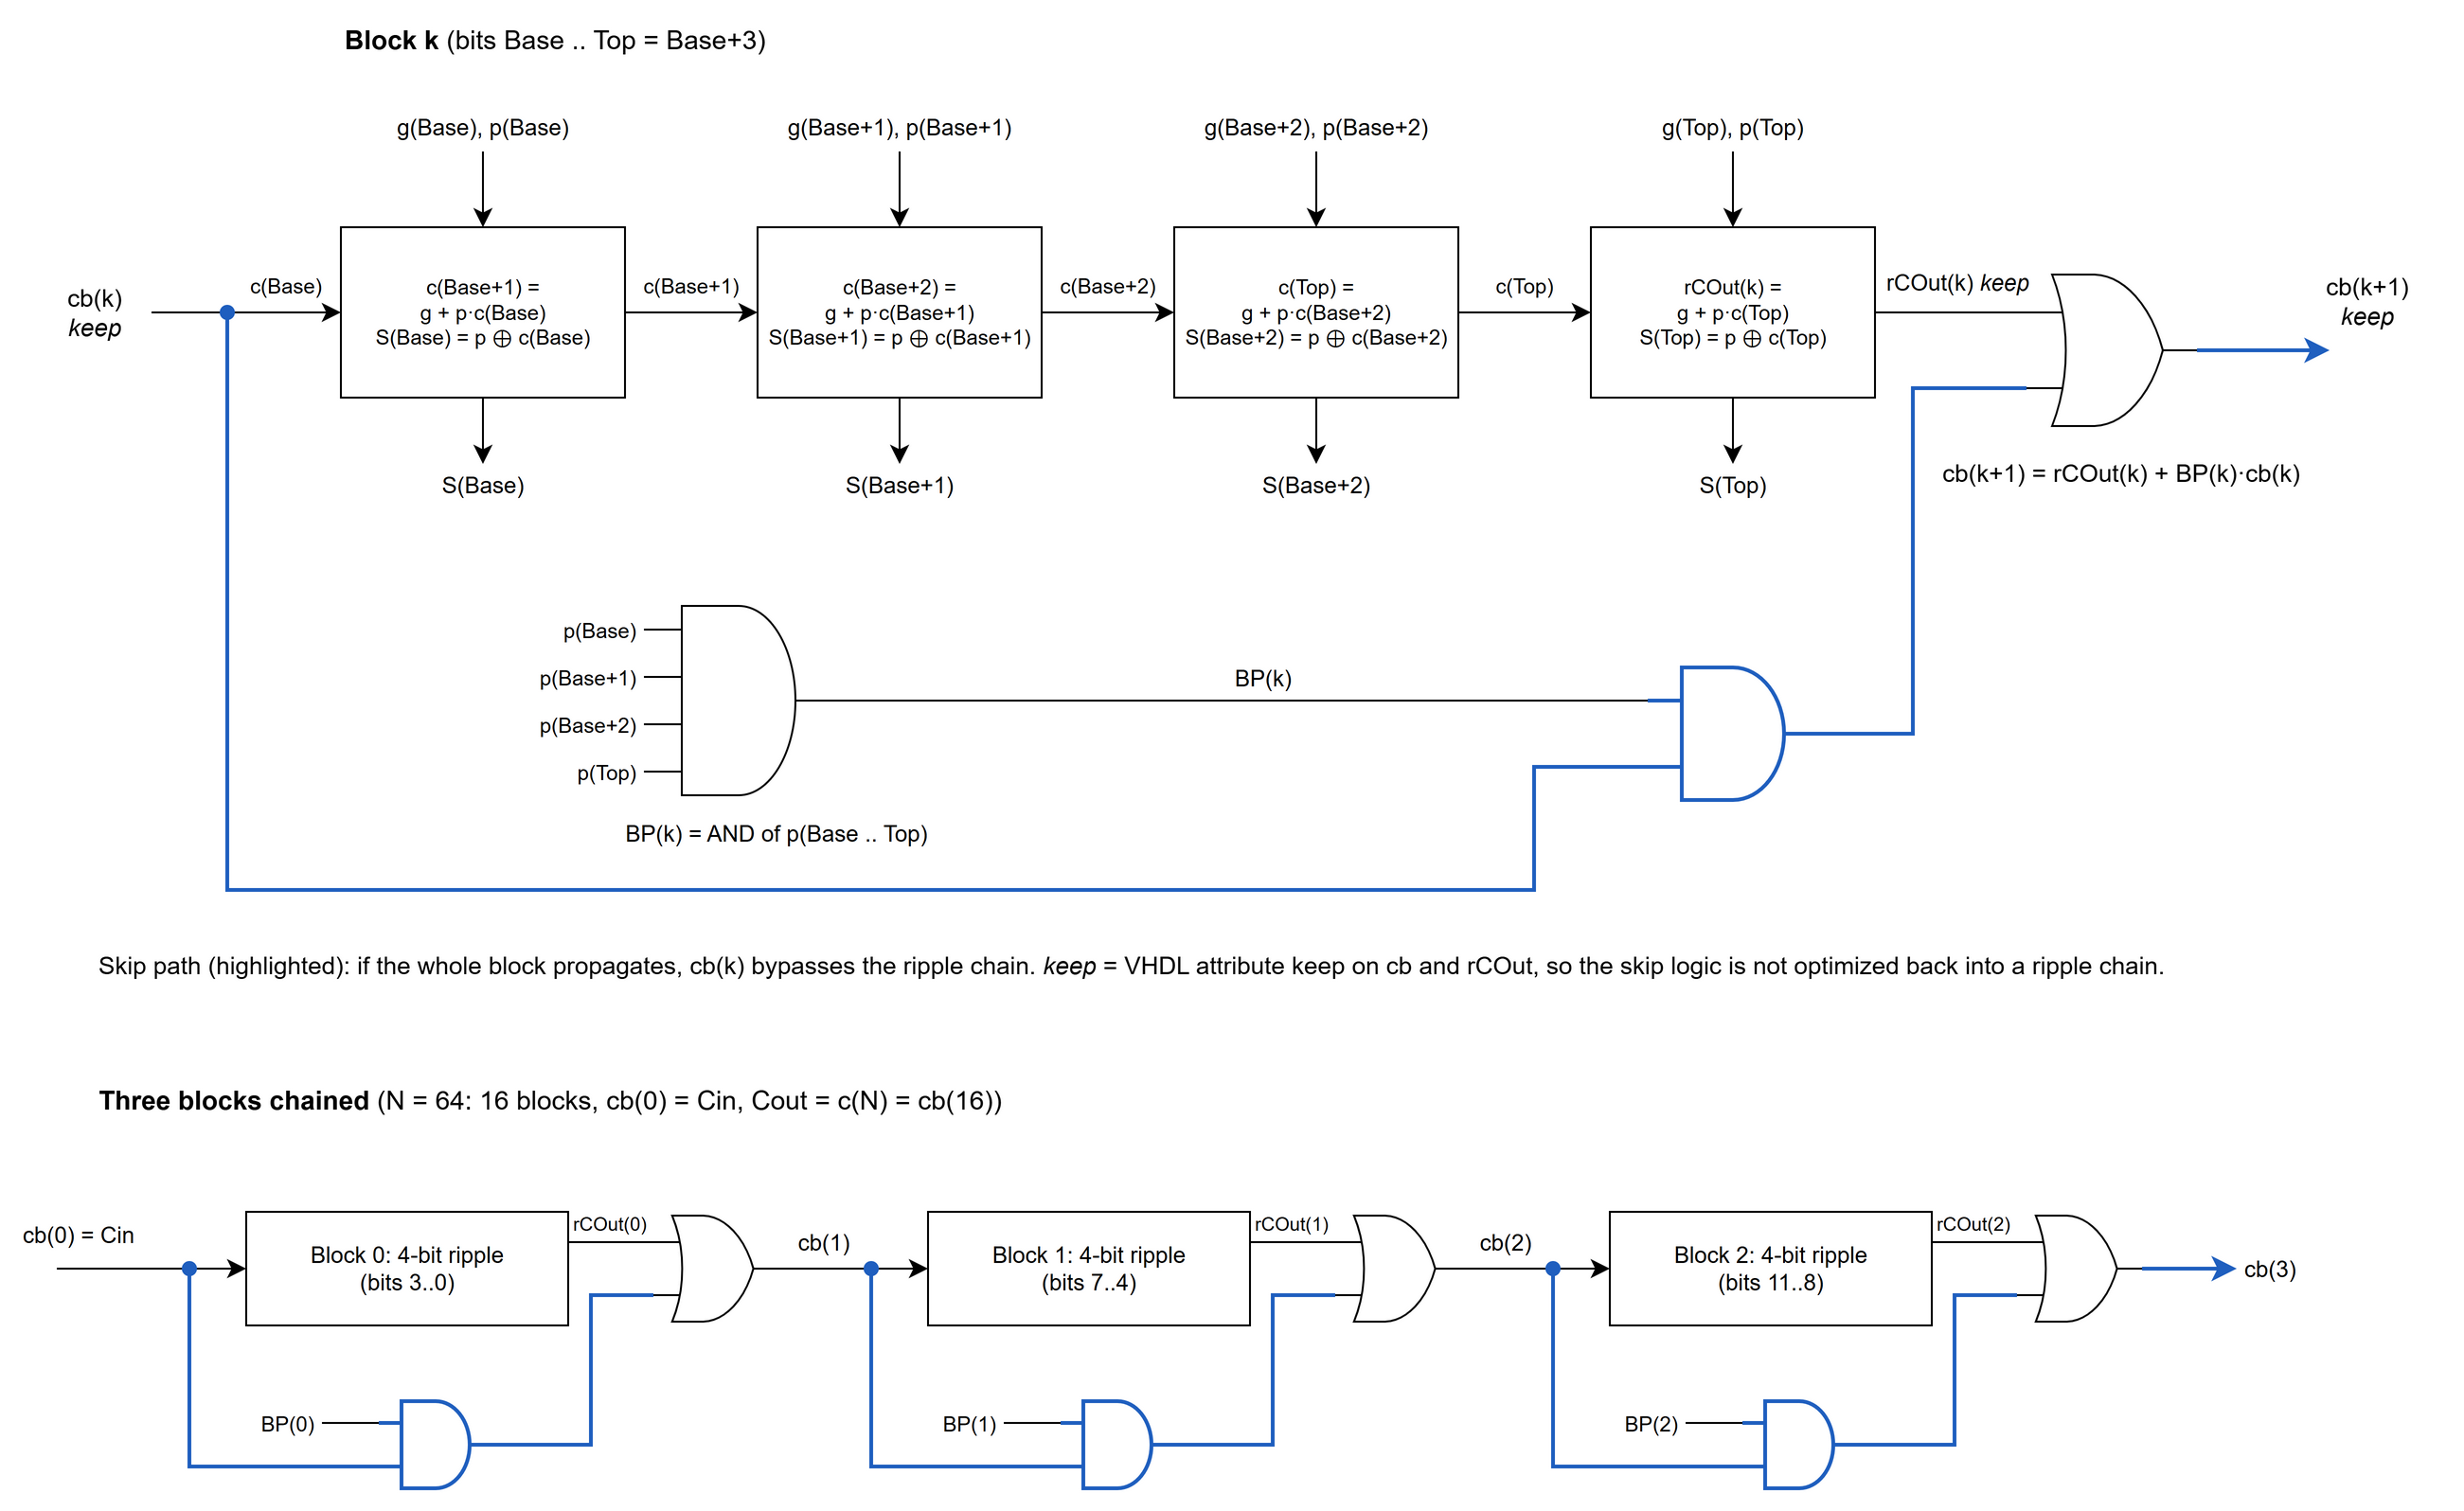 Block k (bits Base .. Top = Base+3)
g(Base), p(Base)
g(Base+1), p(Base+1)
g(Base+2), p(Base+2)
g(Top), p(Top)
cb(k)
keep
c(Base)
c(Base+1) =
g + p·c(Base)
S(Base) = p ⊕ c(Base)
c(Base+1)
c(Base+2) =
g + p·c(Base+1)
S(Base+1) = p ⊕ c(Base+1)
c(Base+2)
c(Top) =
g + p·c(Base+2)
S(Base+2) = p ⊕ c(Base+2)
c(Top)
rCOut(k) =
g + p·c(Top)
S(Top) = p ⊕ c(Top)
rCOut(k) keep
cb(k+1)
keep
S(Base)
S(Base+1)
S(Base+2)
S(Top)
cb(k+1) = rCOut(k) + BP(k)·cb(k)
p(Base)
p(Base+1)
p(Base+2)
p(Top)
BP(k)
BP(k) = AND of p(Base .. Top)
Skip path (highlighted): if the whole block propagates, cb(k) bypasses the ripple chain. keep = VHDL attribute keep on cb and rCOut, so the skip logic is not optimized back into a ripple chain.
Three blocks chained (N = 64: 16 blocks, cb(0) = Cin, Cout = c(N) = cb(16))
cb(0) = Cin
Block 0: 4-bit ripple
(bits 3..0)
rCOut(0)
cb(1)
Block 1: 4-bit ripple
(bits 7..4)
rCOut(1)
cb(2)
Block 2: 4-bit ripple
(bits 11..8)
rCOut(2)
cb(3)
BP(0)
BP(1)
BP(2)